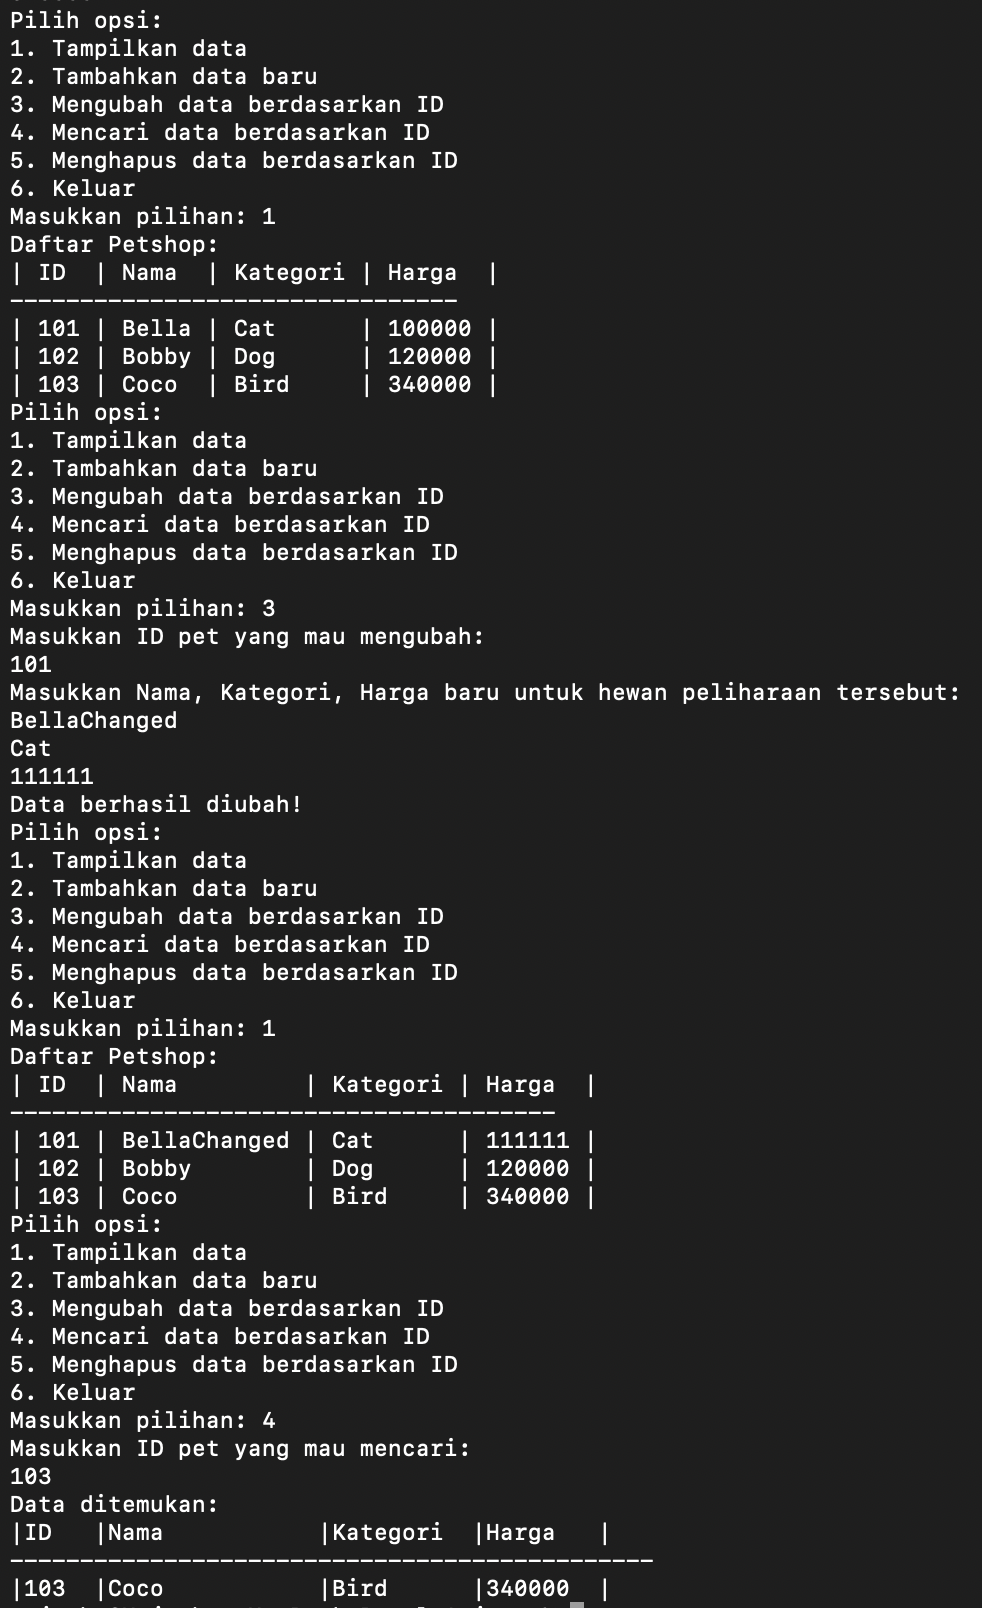 Pilih opsi:
1. Tampilkan data
2. Tambahkan data baru
3. Mengubah data berdasarkan ID
4. Mencari data berdasarkan ID
5. Menghapus data berdasarkan ID
6. Keluar
Masukkan pilihan: 1
Daftar Petshop:
| ID  | Nama  | Kategori | Harga  |
--------------------------------
| 101 | Bella | Cat      | 100000 |
| 102 | Bobby | Dog      | 120000 |
| 103 | Coco  | Bird     | 340000 |
Pilih opsi:
1. Tampilkan data
2. Tambahkan data baru
3. Mengubah data berdasarkan ID
4. Mencari data berdasarkan ID
5. Menghapus data berdasarkan ID
6. Keluar
Masukkan pilihan: 3
Masukkan ID pet yang mau mengubah:
101
Masukkan Nama, Kategori, Harga baru untuk hewan peliharaan tersebut:
BellaChanged
Cat
111111
Data berhasil diubah!
Pilih opsi:
1. Tampilkan data
2. Tambahkan data baru
3. Mengubah data berdasarkan ID
4. Mencari data berdasarkan ID
5. Menghapus data berdasarkan ID
6. Keluar
Masukkan pilihan: 1
Daftar Petshop:
| ID  | Nama         | Kategori | Harga  |
---------------------------------------
| 101 | BellaChanged | Cat      | 111111 |
| 102 | Bobby        | Dog      | 120000 |
| 103 | Coco         | Bird     | 340000 |
Pilih opsi:
1. Tampilkan data
2. Tambahkan data baru
3. Mengubah data berdasarkan ID
4. Mencari data berdasarkan ID
5. Menghapus data berdasarkan ID
6. Keluar
Masukkan pilihan: 4
Masukkan ID pet yang mau mencari:
103
Data ditemukan:
|ID   |Nama           |Kategori  |Harga   |
----------------------------------------------
|103  |Coco           |Bird      |340000  |